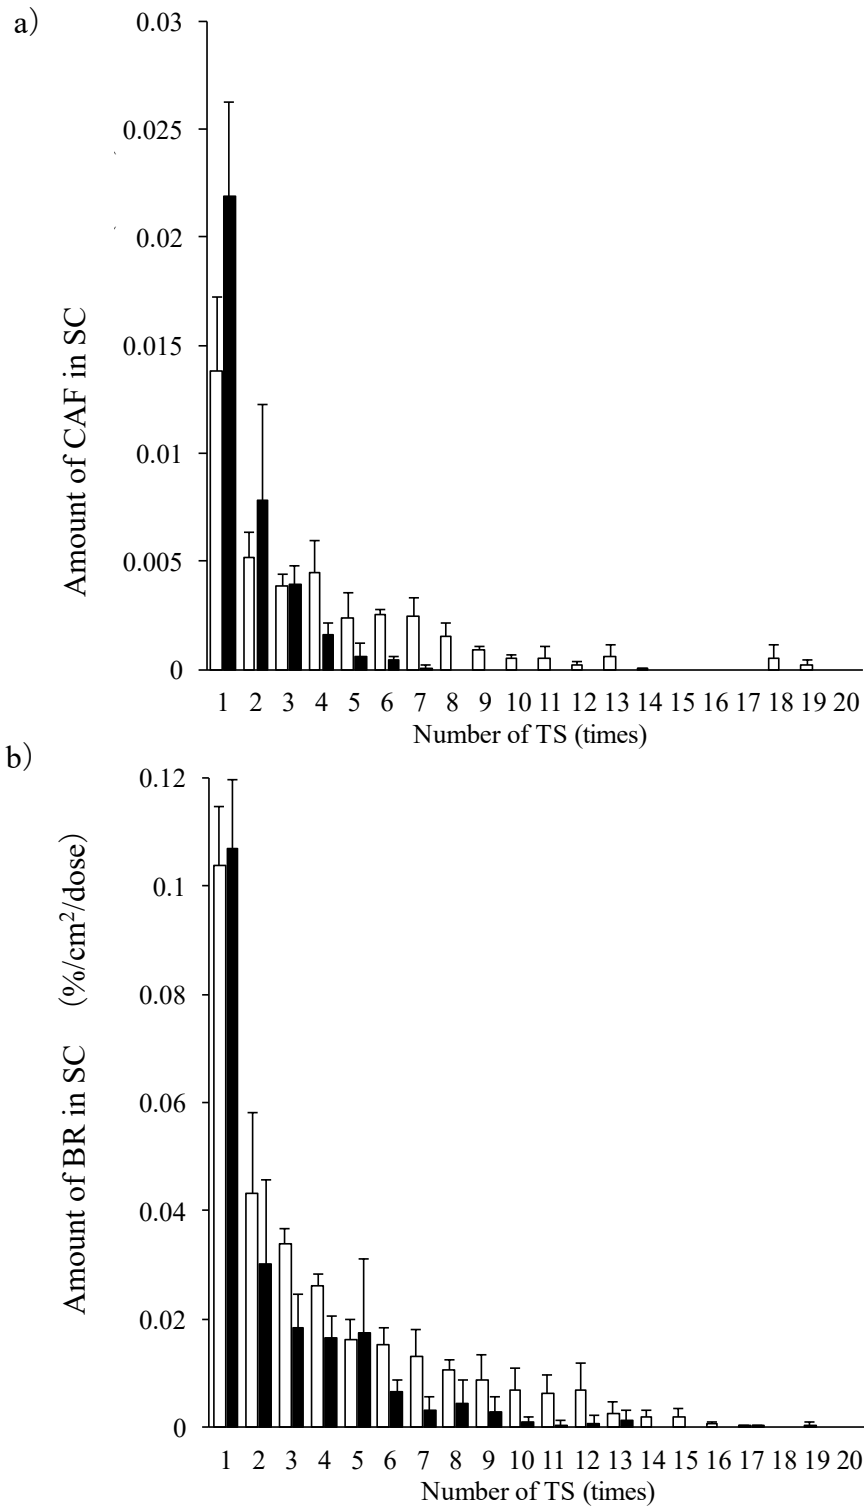 a)
0.03
0.025
0.02
0.015
0.01
0.005
0
Amount of CAF in SC
1 2 3 4 5 6 7 8 9 10 11 12 13 14 15 16 17 18 19 20
Number of TS (times)
b)
0.12
0.1
0.08
0.06
0.04
0.02
0
Amount of BR in SC (%/cm²/dose)
1 2 3 4 5 6 7 8 9 10 11 12 13 14 15 16 17 18 19 20
Number of TS (times)